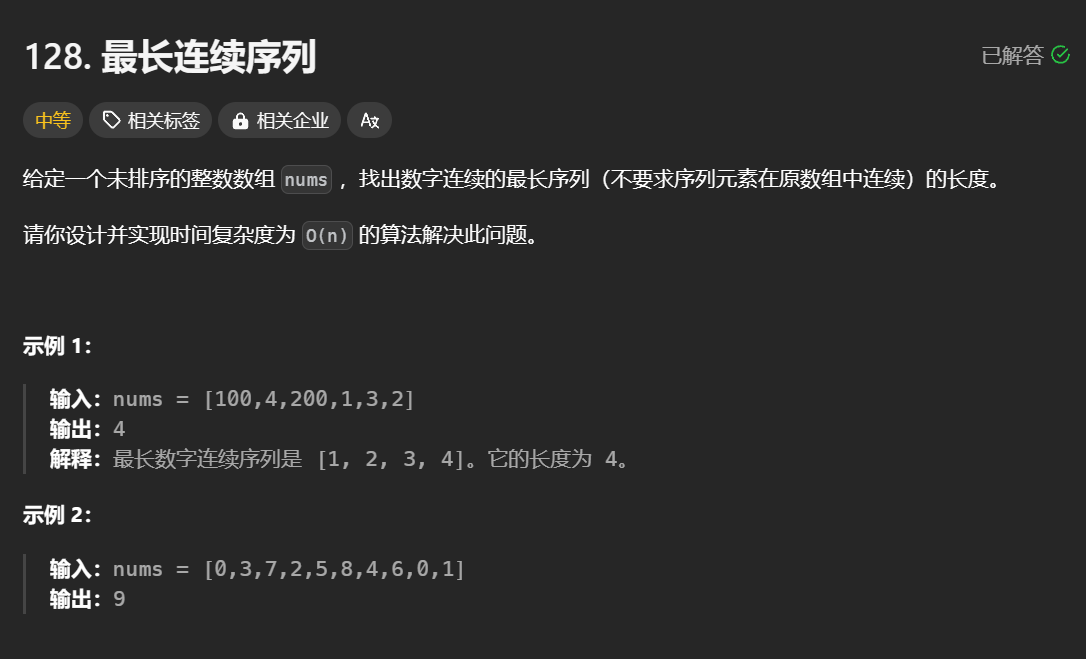 128. 最长连续序列
已解答
中等 相关标签 相关企业
给定一个未排序的整数数组 nums ，找出数字连续的最长序列（不要求序列元素在原数组中连续）的长度。
请你设计并实现时间复杂度为 O(n) 的算法解决此问题。
示例 1：
输入：nums = [100,4,200,1,3,2]
输出：4
解释：最长数字连续序列是 [1, 2, 3, 4]。它的长度为 4。
示例 2：
输入：nums = [0,3,7,2,5,8,4,6,0,1]
输出：9